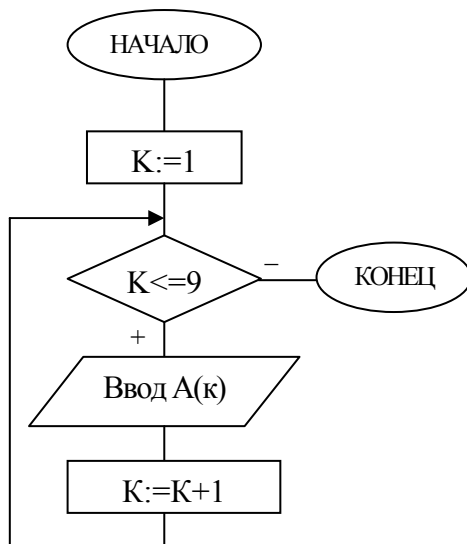 НАЧАЛО
K:=1
K<=9
–
КОНЕЦ
+
Ввод А(к)
К:=К+1